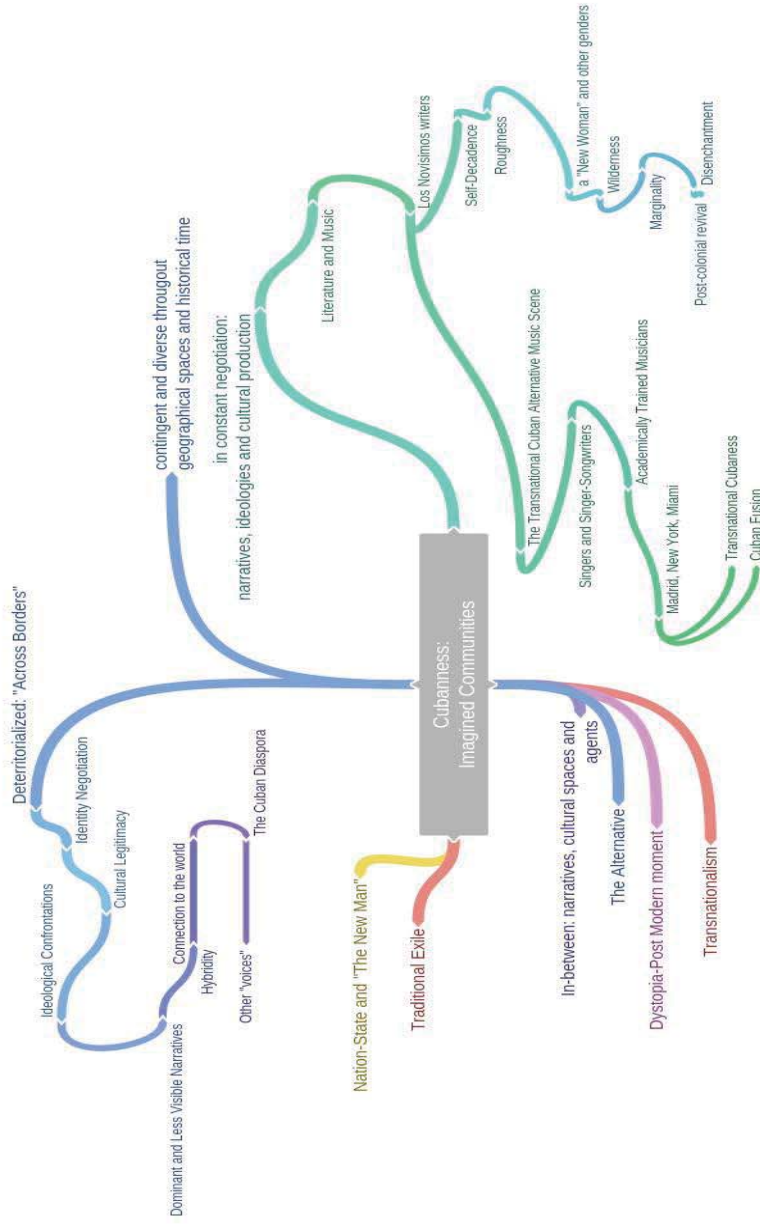 Deterritorialized: "Across Borders"
Identity Negotiation
Cultural Legitimacy
Ideological Confrontations
Dominant and Less Visible Narratives
Connection to the world
Hybridity
The Cuban Diaspora
Other "voices"
contingent and diverse througout
geographical spaces and historical time
in constant negotiation:
narratives, ideologies and cultural production
Literature and Music
Los Novisimos writers
Self-Decadence
Roughness
a "New Woman" and other genders
Wilderness
Marginality
Post-colonial revival
Disenchantment
The Transnational Cuban Alternative Music Scene
Singers and Singer-Songwriters
Academically Trained Musicians
Madrid, New York, Miami
Transnational Cubaness
Cuban Fusion
Cubanness:
Imagined Communities
Nation-State and "The New Man"
Traditional Exile
In-between: narratives, cultural spaces and
agents
The Alternative
Dystopia-Post Modern moment
Transnationalism